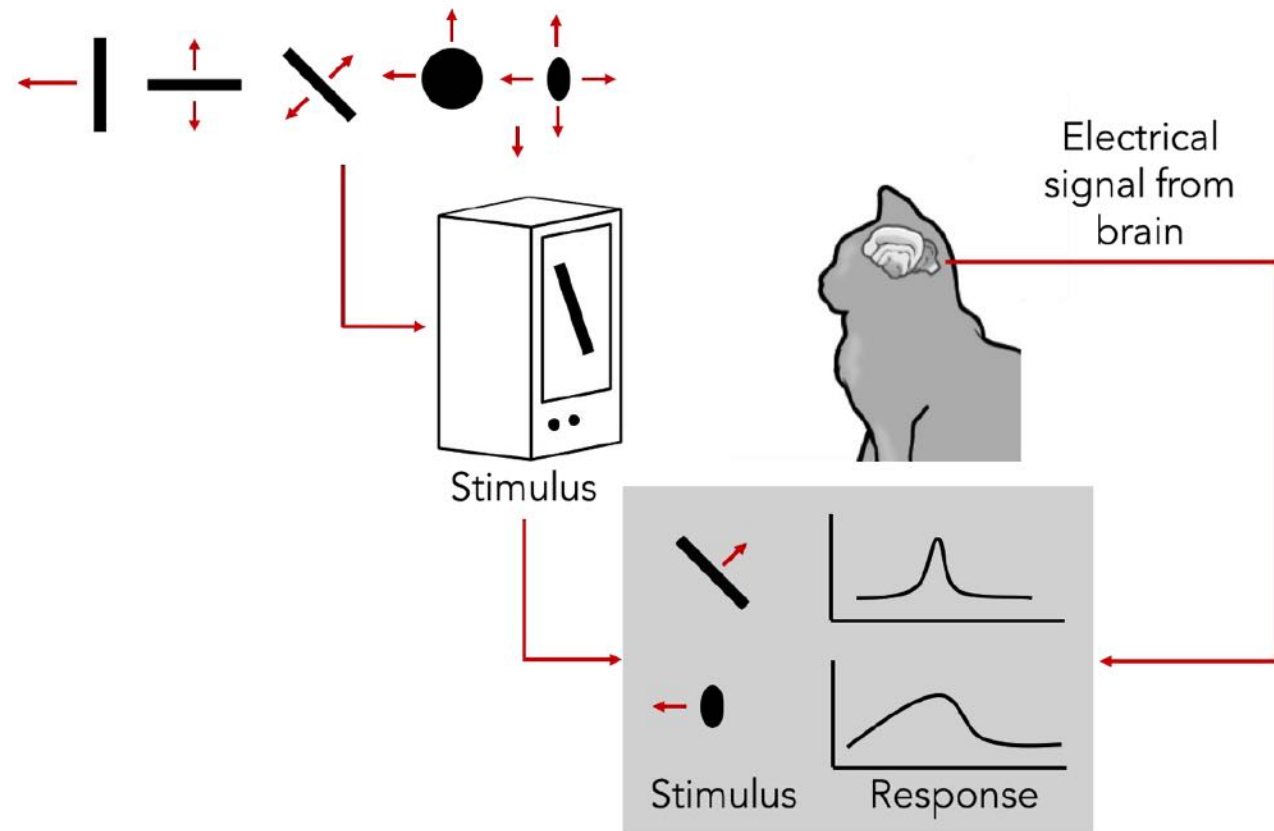 Electrical
signal from
brain
Stimulus
Stimulus
Response